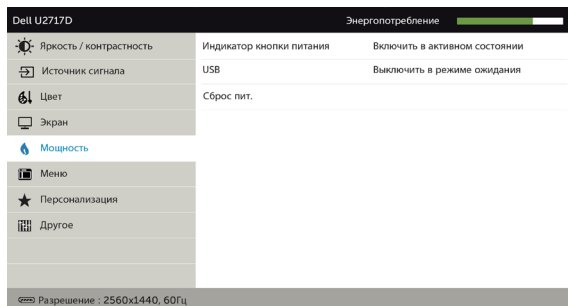 Dell U2717D Энергопотребление
Яркость / контрастность
Индикатор кнопки питания Включить в активном состоянии
Источник сигнала
USB Выключить в режиме ожидания
Цвет
Сброс пит.
Экран
Мощность
Меню
Персонализация
Другое
Разрешение : 2560x1440, 60Гц